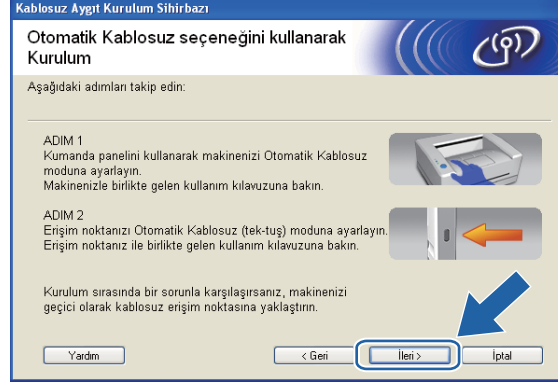 Kablosuz Aygıt Kurulum Sihirbazı
Otomatik Kablosuz seçeneğini kullanarak
Kurulum
Aşağıdaki adımları takip edin:
ADIM 1
Kumanda panelini kullanarak makinenizi Otomatik Kablosuz
moduna ayarlayın.
Makinenizle birlikte gelen kullanım kılavuzuna bakın.
ADIM 2
Erişim noktanızı Otomatik Kablosuz (tek-tuş) moduna ayarlayın.
Erişim noktanız ile birlikte gelen kullanım kılavuzuna bakın.
Kurulum sırasında bir sorunla karşılaşırsanız, makinenizi
geçici olarak kablosuz erişim noktasına yaklaştırın.
Yardım
< Geri
İleri >
İptal